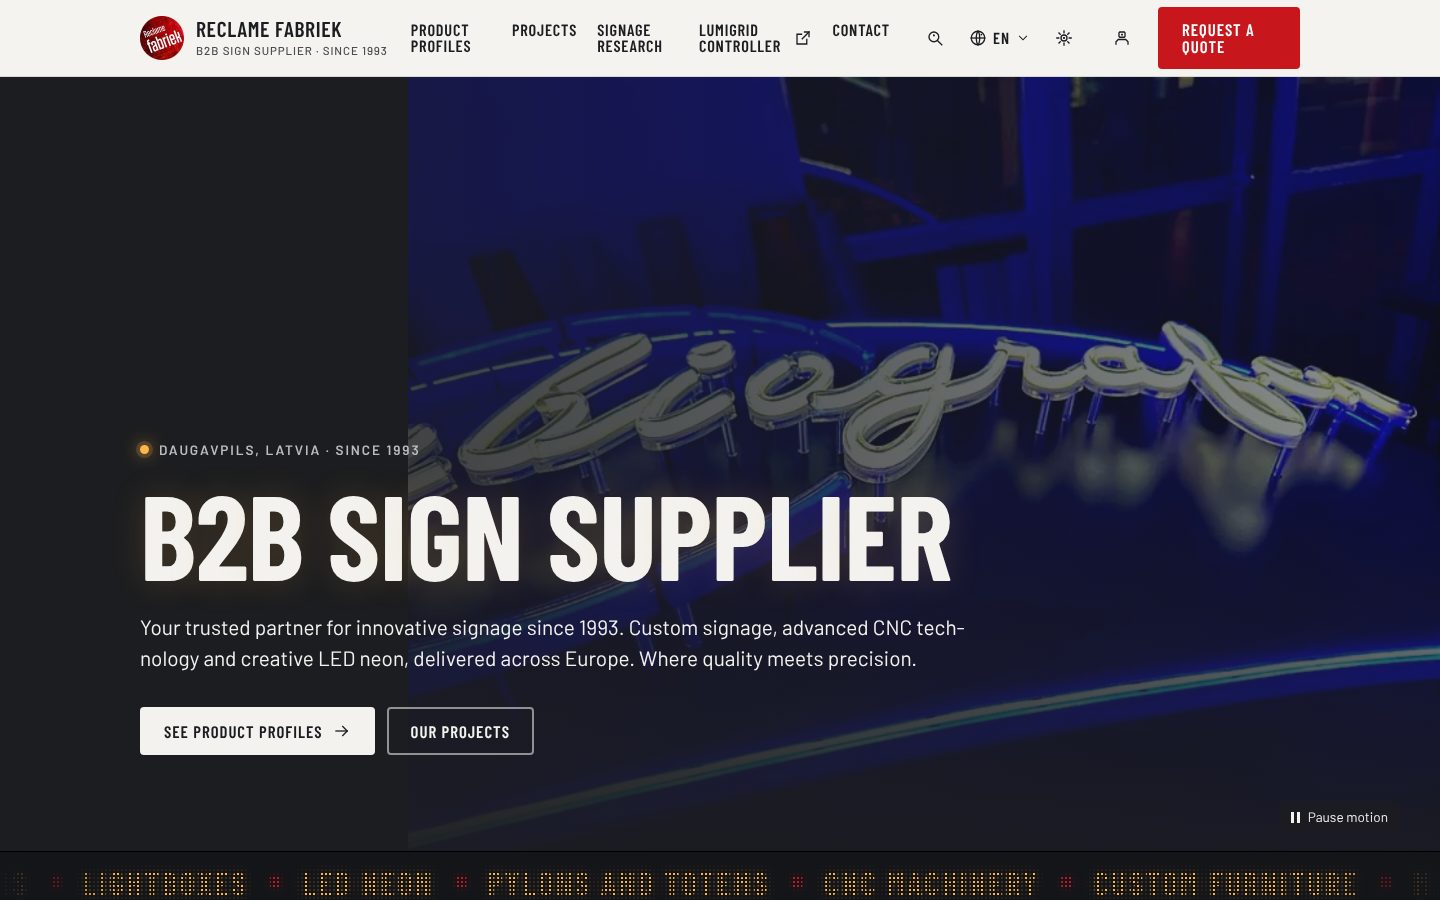 Reclame fabriek
RECLAME FABRIEK
B2B SIGN SUPPLIER · SINCE 1993
PRODUCT PROFILES
PROJECTS
SIGNAGE RESEARCH
LUMIGRID CONTROLLER
CONTACT
EN
REQUEST A QUOTE
DAUGAVPILS, LATVIA · SINCE 1993
B2B SIGN SUPPLIER
Your trusted partner for innovative signage since 1993. Custom signage, advanced CNC tech-
nology and creative LED neon, delivered across Europe. Where quality meets precision.
SEE PRODUCT PROFILES
OUR PROJECTS
Pause motion
LIGHTBOXES LED NEON PYLONS AND TOTEMS CNC MACHINERY CUSTOM FURNITURE